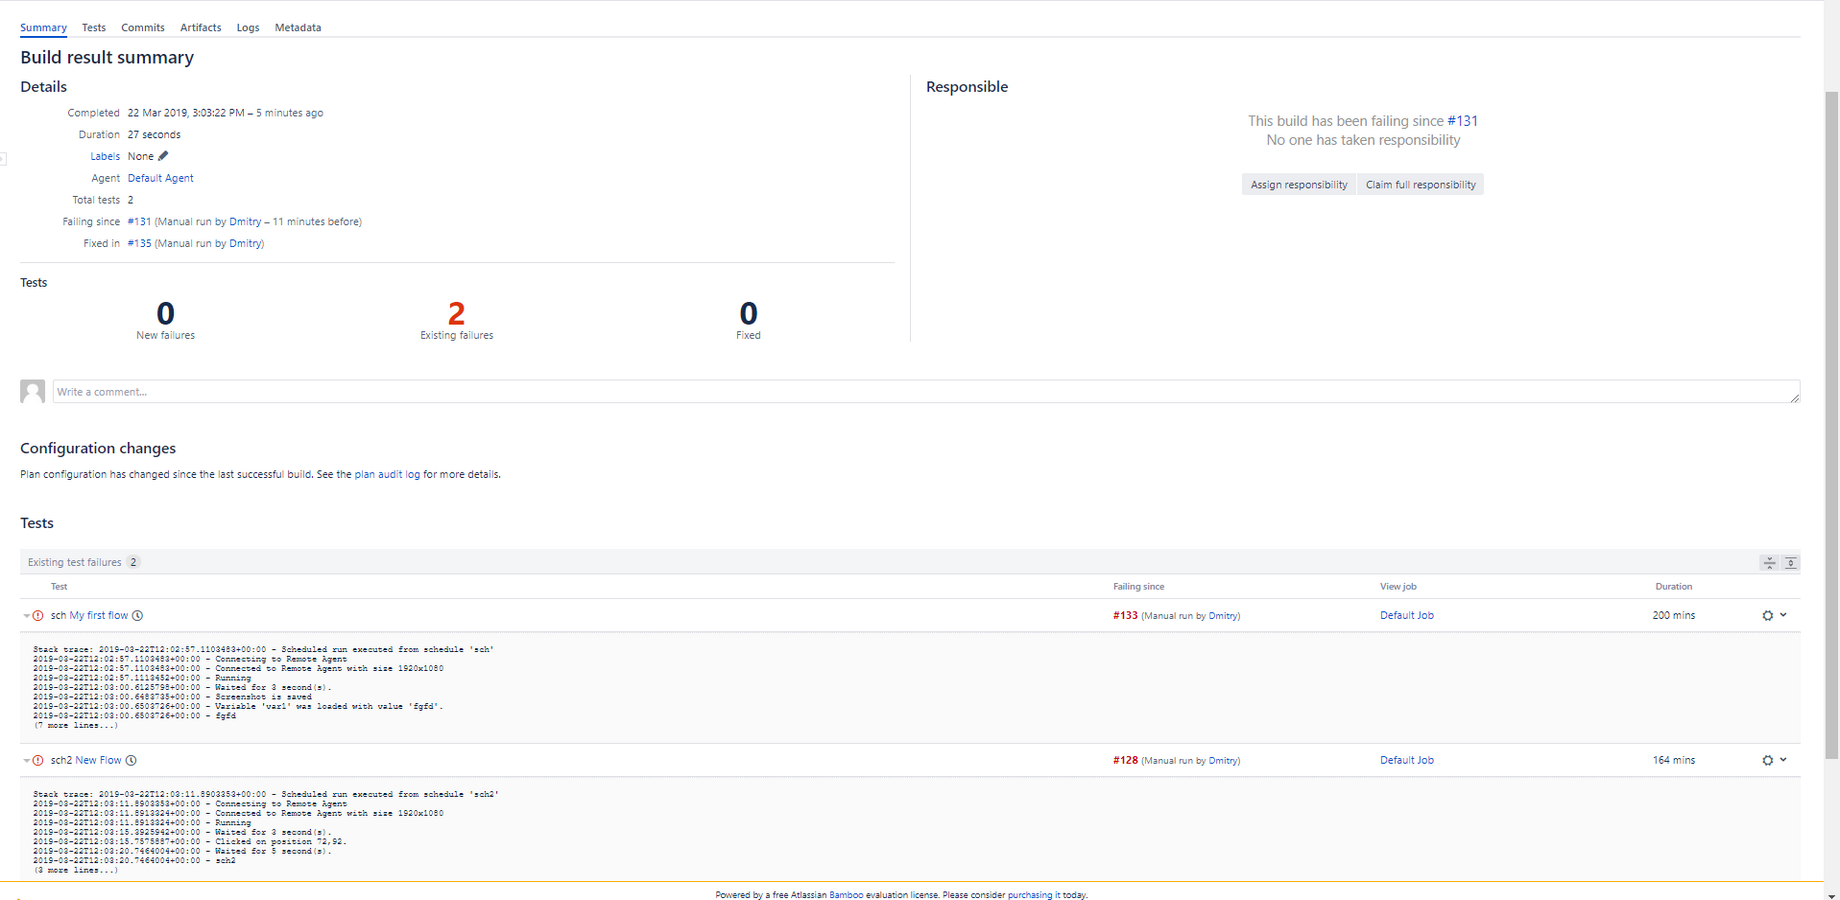 Summary Tests Commits Artifacts Logs Metadata
Build result summary
Details
Completed 22 Mar 2019, 3:03:22 PM – 5 minutes ago
Duration 27 seconds
Labels None
Agent Default Agent
Total tests 2
Failing since #131 (Manual run by Dmitry – 11 minutes before)
Fixed in #135 (Manual run by Dmitry)
Responsible
This build has been failing since #131
No one has taken responsibility
Assign responsibility Claim full responsibility
Tests
0 2 0
New failures Existing failures Fixed
Write a comment...
Configuration changes
Plan configuration has changed since the last successful build. See the plan audit log for more details.
Tests
Existing test failures 2
Test Failing since View job Duration
sch My first flow #133 (Manual run by Dmitry) Default Job 200 mins
Stack trace: 2019-03-22T12:02:57.1103483+00:00 - Scheduled run executed from schedule 'sch'
2019-03-22T12:02:57.1103483+00:00 - Connecting to Remote Agent
2019-03-22T12:02:57.1103483+00:00 - Connected to Remote Agent with size 1920x1080
2019-03-22T12:02:57.1113452+00:00 - Running
2019-03-22T12:03:00.6125798+00:00 - Waited for 3 second(s).
2019-03-22T12:03:00.6483735+00:00 - Screenshot is saved
2019-03-22T12:03:00.6503726+00:00 - Variable 'var1' was loaded with value 'fgfd'.
2019-03-22T12:03:00.6503726+00:00 - fgfd
(7 more lines...)
sch2 New Flow #128 (Manual run by Dmitry) Default Job 164 mins
Stack trace: 2019-03-22T12:03:11.8903353+00:00 - Scheduled run executed from schedule 'sch2'
2019-03-22T12:03:11.8903353+00:00 - Connecting to Remote Agent
2019-03-22T12:03:11.8913324+00:00 - Connected to Remote Agent with size 1920x1080
2019-03-22T12:03:11.8913324+00:00 - Running
2019-03-22T12:03:15.3925942+00:00 - Waited for 3 second(s).
2019-03-22T12:03:15.7575887+00:00 - Clicked on position 72,92.
2019-03-22T12:03:20.7464004+00:00 - Waited for 5 second(s).
2019-03-22T12:03:20.7464004+00:00 - sch2
(3 more lines...)
Powered by a free Atlassian Bamboo evaluation license. Please consider purchasing it today.